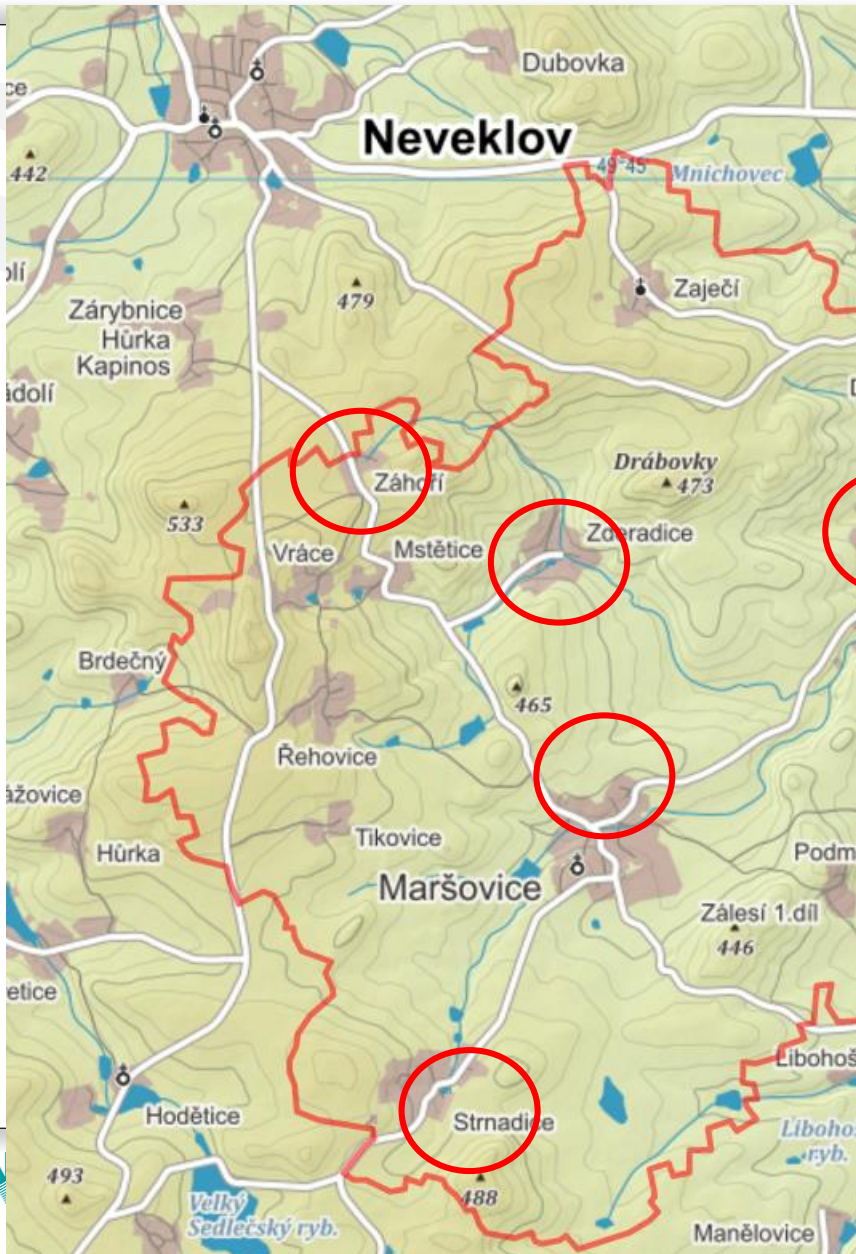 Dubovka
Neveklov
ce
442
49°45'
Mnichovec
olí
Zaječí
479
Zárybnice
Hůrka
Kapinos
ádolí
D
Drábovky
473
Záhoří
533
Zderadice
Vráce
Mstětice
Brdečný
465
Řehovice
ážovice
Tikovice
Hůrka
Podm
Maršovice
Zálesí 1.díl
446
etice
Libohoš
Hodětice
Strnadice
Liboho
ryb.
493
488
Velký
Sedlečský ryb.
Manělovice